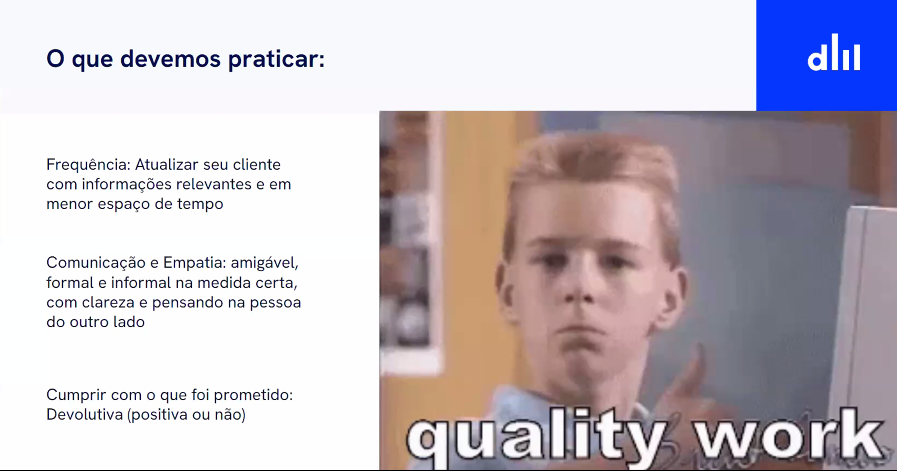 O que devemos praticar:
dlll
Frequência: Atualizar seu cliente
com informações relevantes e em
menor espaço de tempo
Comunicação e Empatia: amigável,
formal e informal na medida certa,
com clareza e pensando na pessoa
do outro lado
Cumprir com o que foi prometido:
Devolutiva (positiva ou não)
quality work